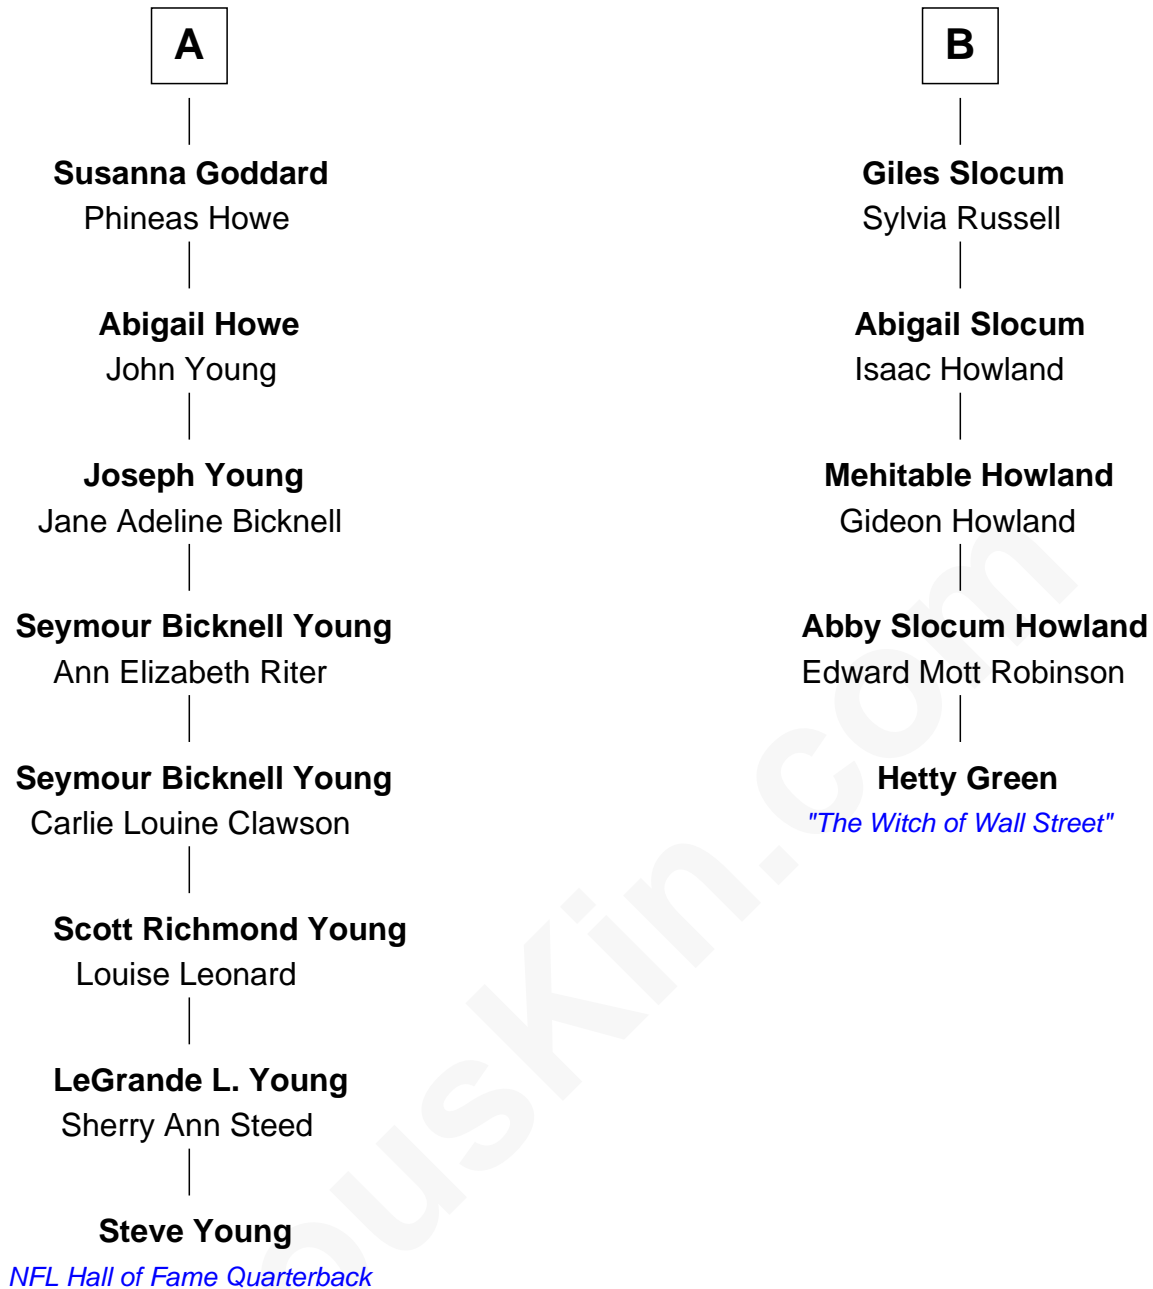 A
Susanna Goddard
Phineas Howe
Abigail Howe
John Young
Joseph Young
Jane Adeline Bicknell
Seymour Bicknell Young
Ann Elizabeth Riter
Seymour Bicknell Young
Carlie Louine Clawson
Scott Richmond Young
Louise Leonard
LeGrande L. Young
Sherry Ann Steed
Steve Young
NFL Hall of Fame Quarterback
B
Giles Slocum
Sylvia Russell
Abigail Slocum
Isaac Howland
Mehitable Howland
Gideon Howland
Abby Slocum Howland
Edward Mott Robinson
Hetty Green
"The Witch of Wall Street"
ousKin.com